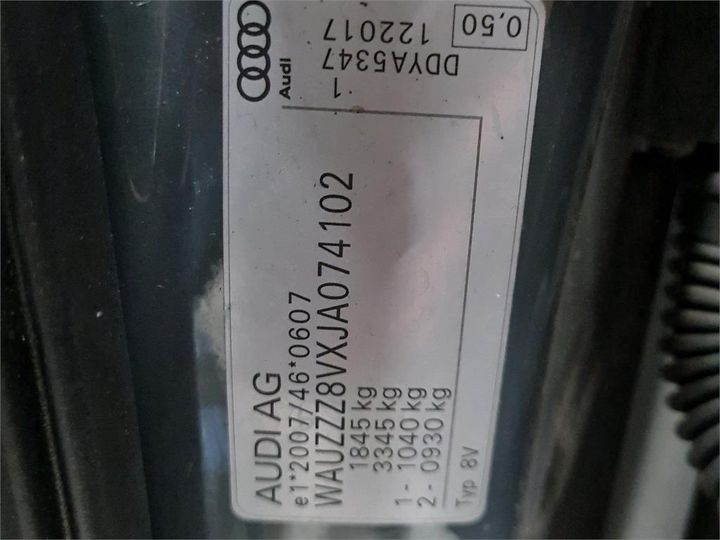 AUDI AG
e1*2007/46*0607
WAUZZZ8VXJA074102
1845 kg
3345 kg
1 - 1040 kg
2 - 0930 kg
Typ 8V
Audi
1
DDYA5347
122017
0,50